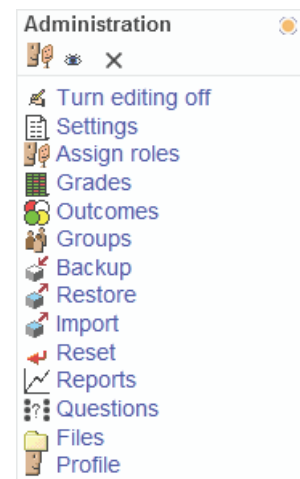 Administration
Turn editing off
Settings
Assign roles
Grades
Outcomes
Groups
Backup
Restore
Import
Reset
Reports
Questions
Files
Profile